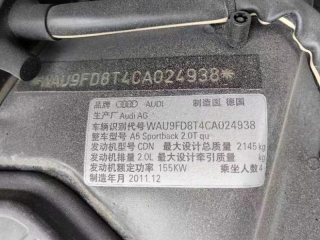 *WAU9FD8T4CA024938*
品牌 AUDI 制造国 德国
生产厂 Audi AG
车辆识别代号 WAU9FD8T4CA024938
整车型号 A5 Sportback 2.0T qu
发动机型号 CDN 最大设计总质量 2145 kg
发动机排量 2.0L 最大设计牵引质量 kg
发动机额定功率 155KW 乘坐人数 4
制造年月 2011.12